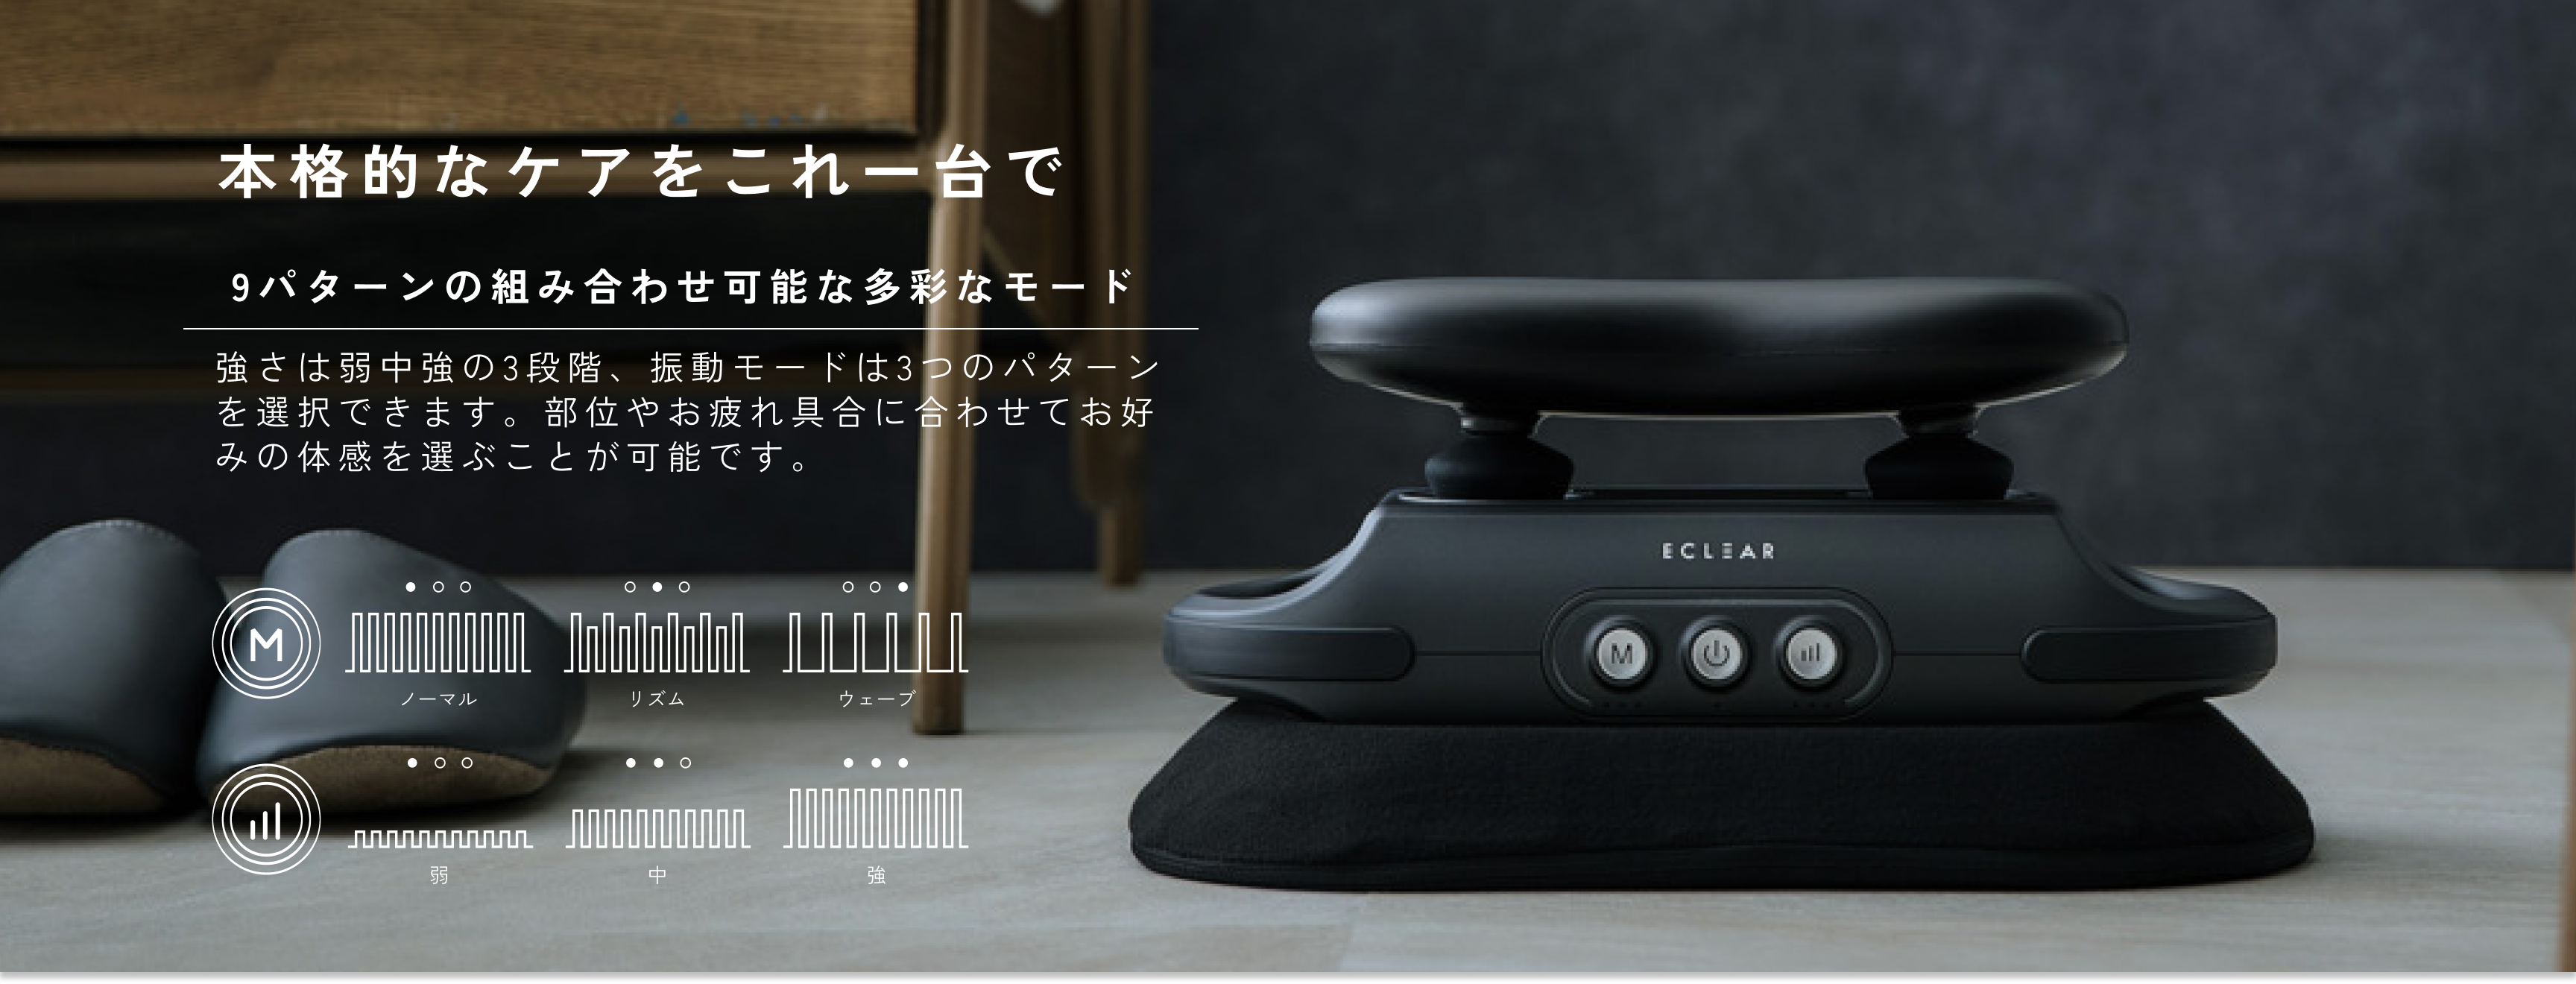 本格的なケアをこれ一台で
9パターンの組み合わせ可能な多彩なモード
強さは弱中強の3段階、振動モードは3つのパターン
を選択できます。部位やお疲れ具合に合わせてお好
みの体感を選ぶことが可能です。
M
ノーマル
リズム
ウェーブ
弱
中
強
ECLEAR
M